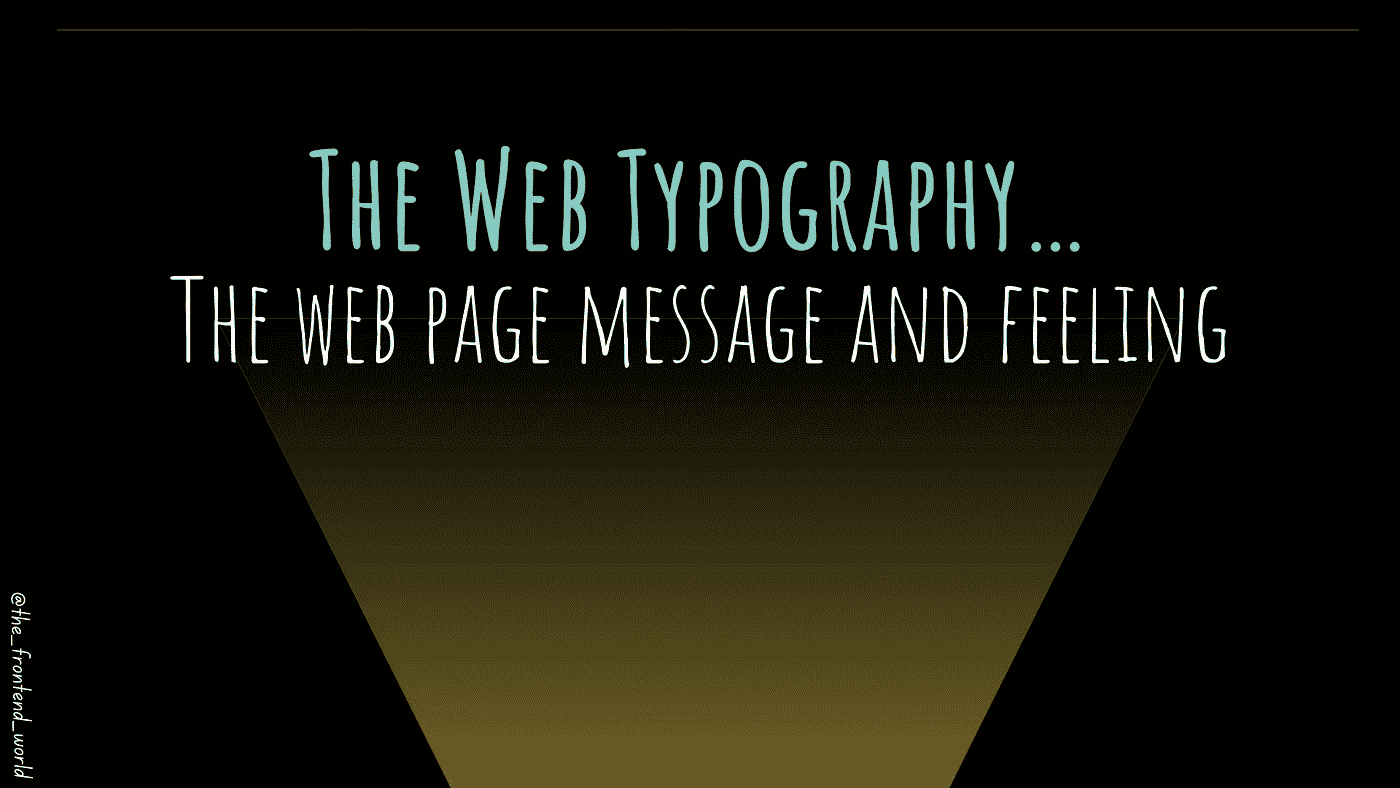 The Web Typography...
The web page message and feeling
@the_frontend_world